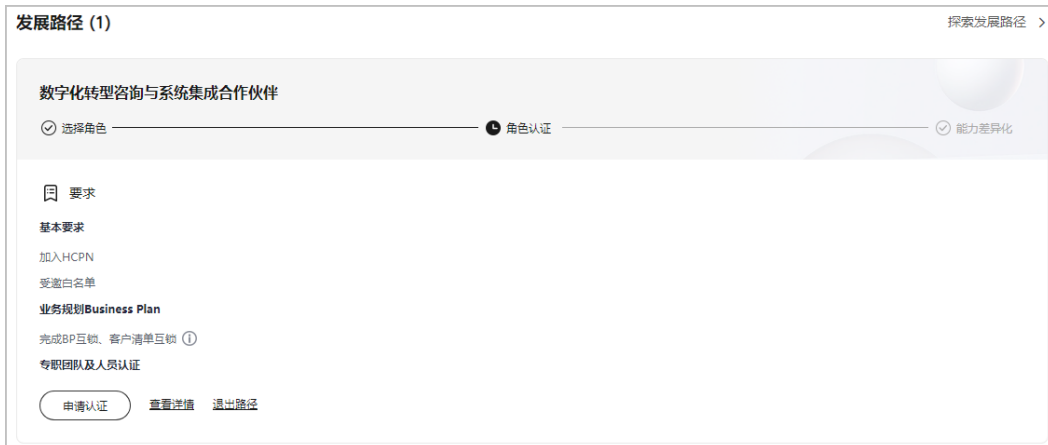 发展路径 (1)
探索发展路径
数字化转型咨询与系统集成合作伙伴
选择角色
角色认证
能力差异化
要求
基本要求
加入HCPN
受邀白名单
业务规划Business Plan
完成BP互锁、客户清单互锁
专职团队及人员认证
申请认证 查看详情 退出路径